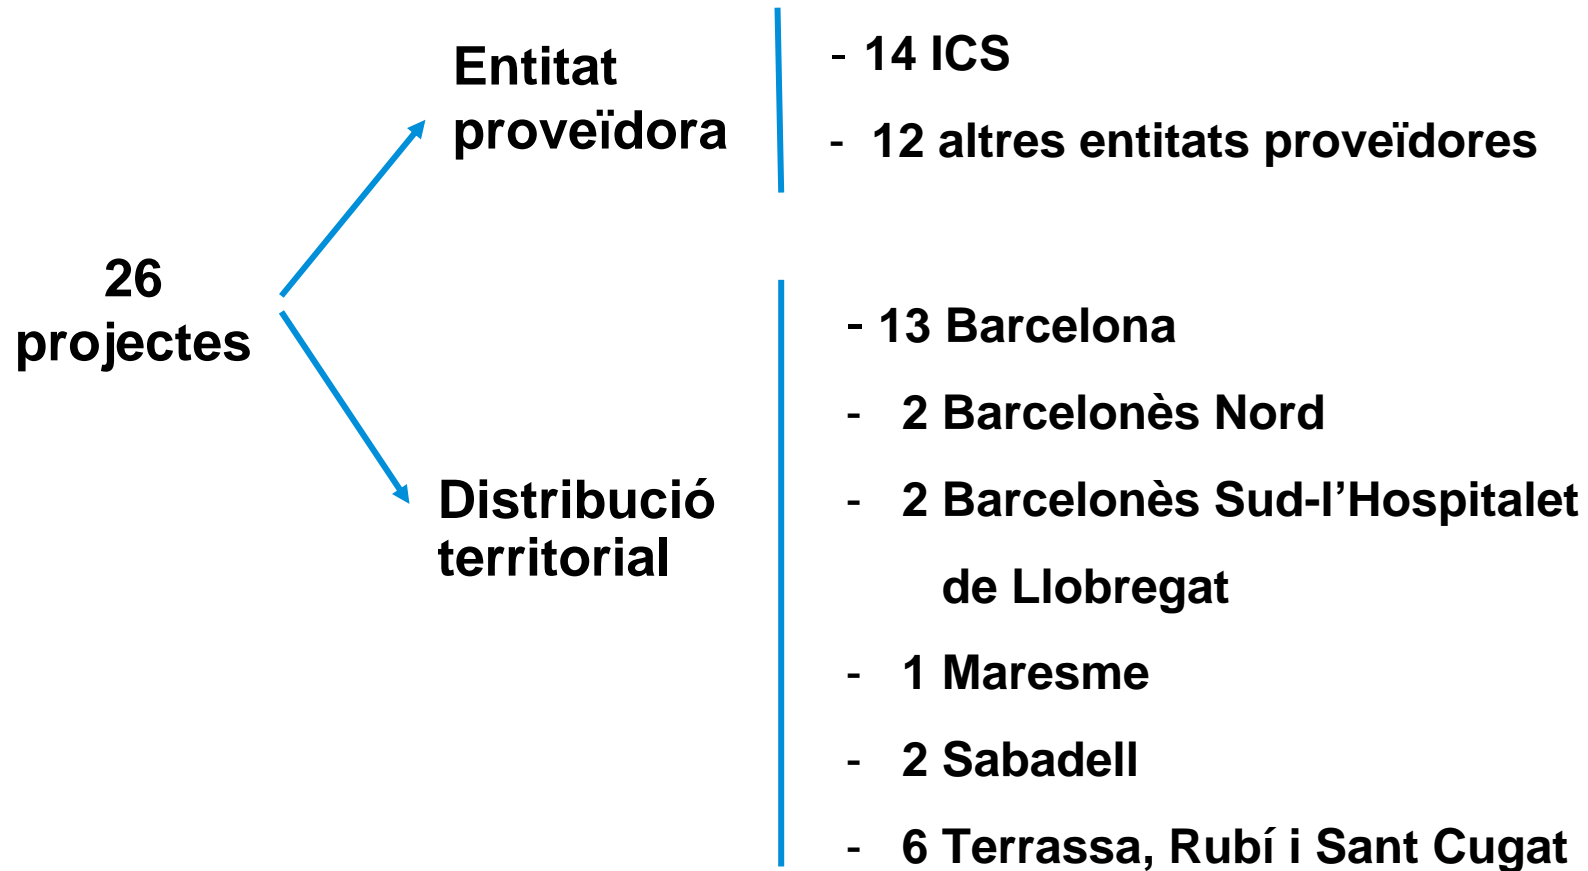 26
projectes
Entitat
proveïdora
- 14 ICS
- 12 altres entitats proveïdores
Distribució
territorial
- 13 Barcelona
- 2 Barcelonès Nord
- 2 Barcelonès Sud-l’Hospitalet
de Llobregat
- 1 Maresme
- 2 Sabadell
- 6 Terrassa, Rubí i Sant Cugat